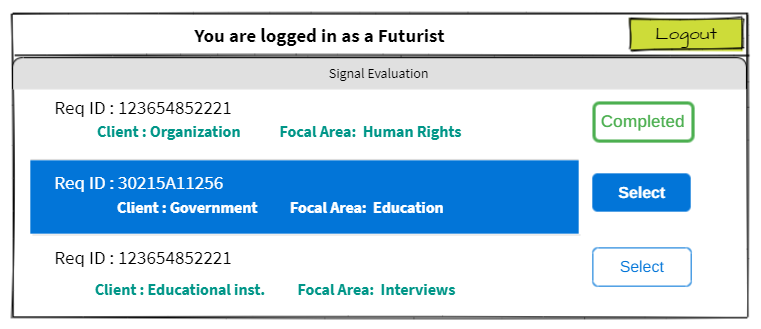 You are logged in as a Futurist
Logout
Signal Evaluation
Req ID : 123654852221
Client : Organization Focal Area: Human Rights
Completed
Req ID : 30215A11256
Client : Government Focal Area: Education
Select
Req ID : 123654852221
Client : Educational inst. Focal Area: Interviews
Select